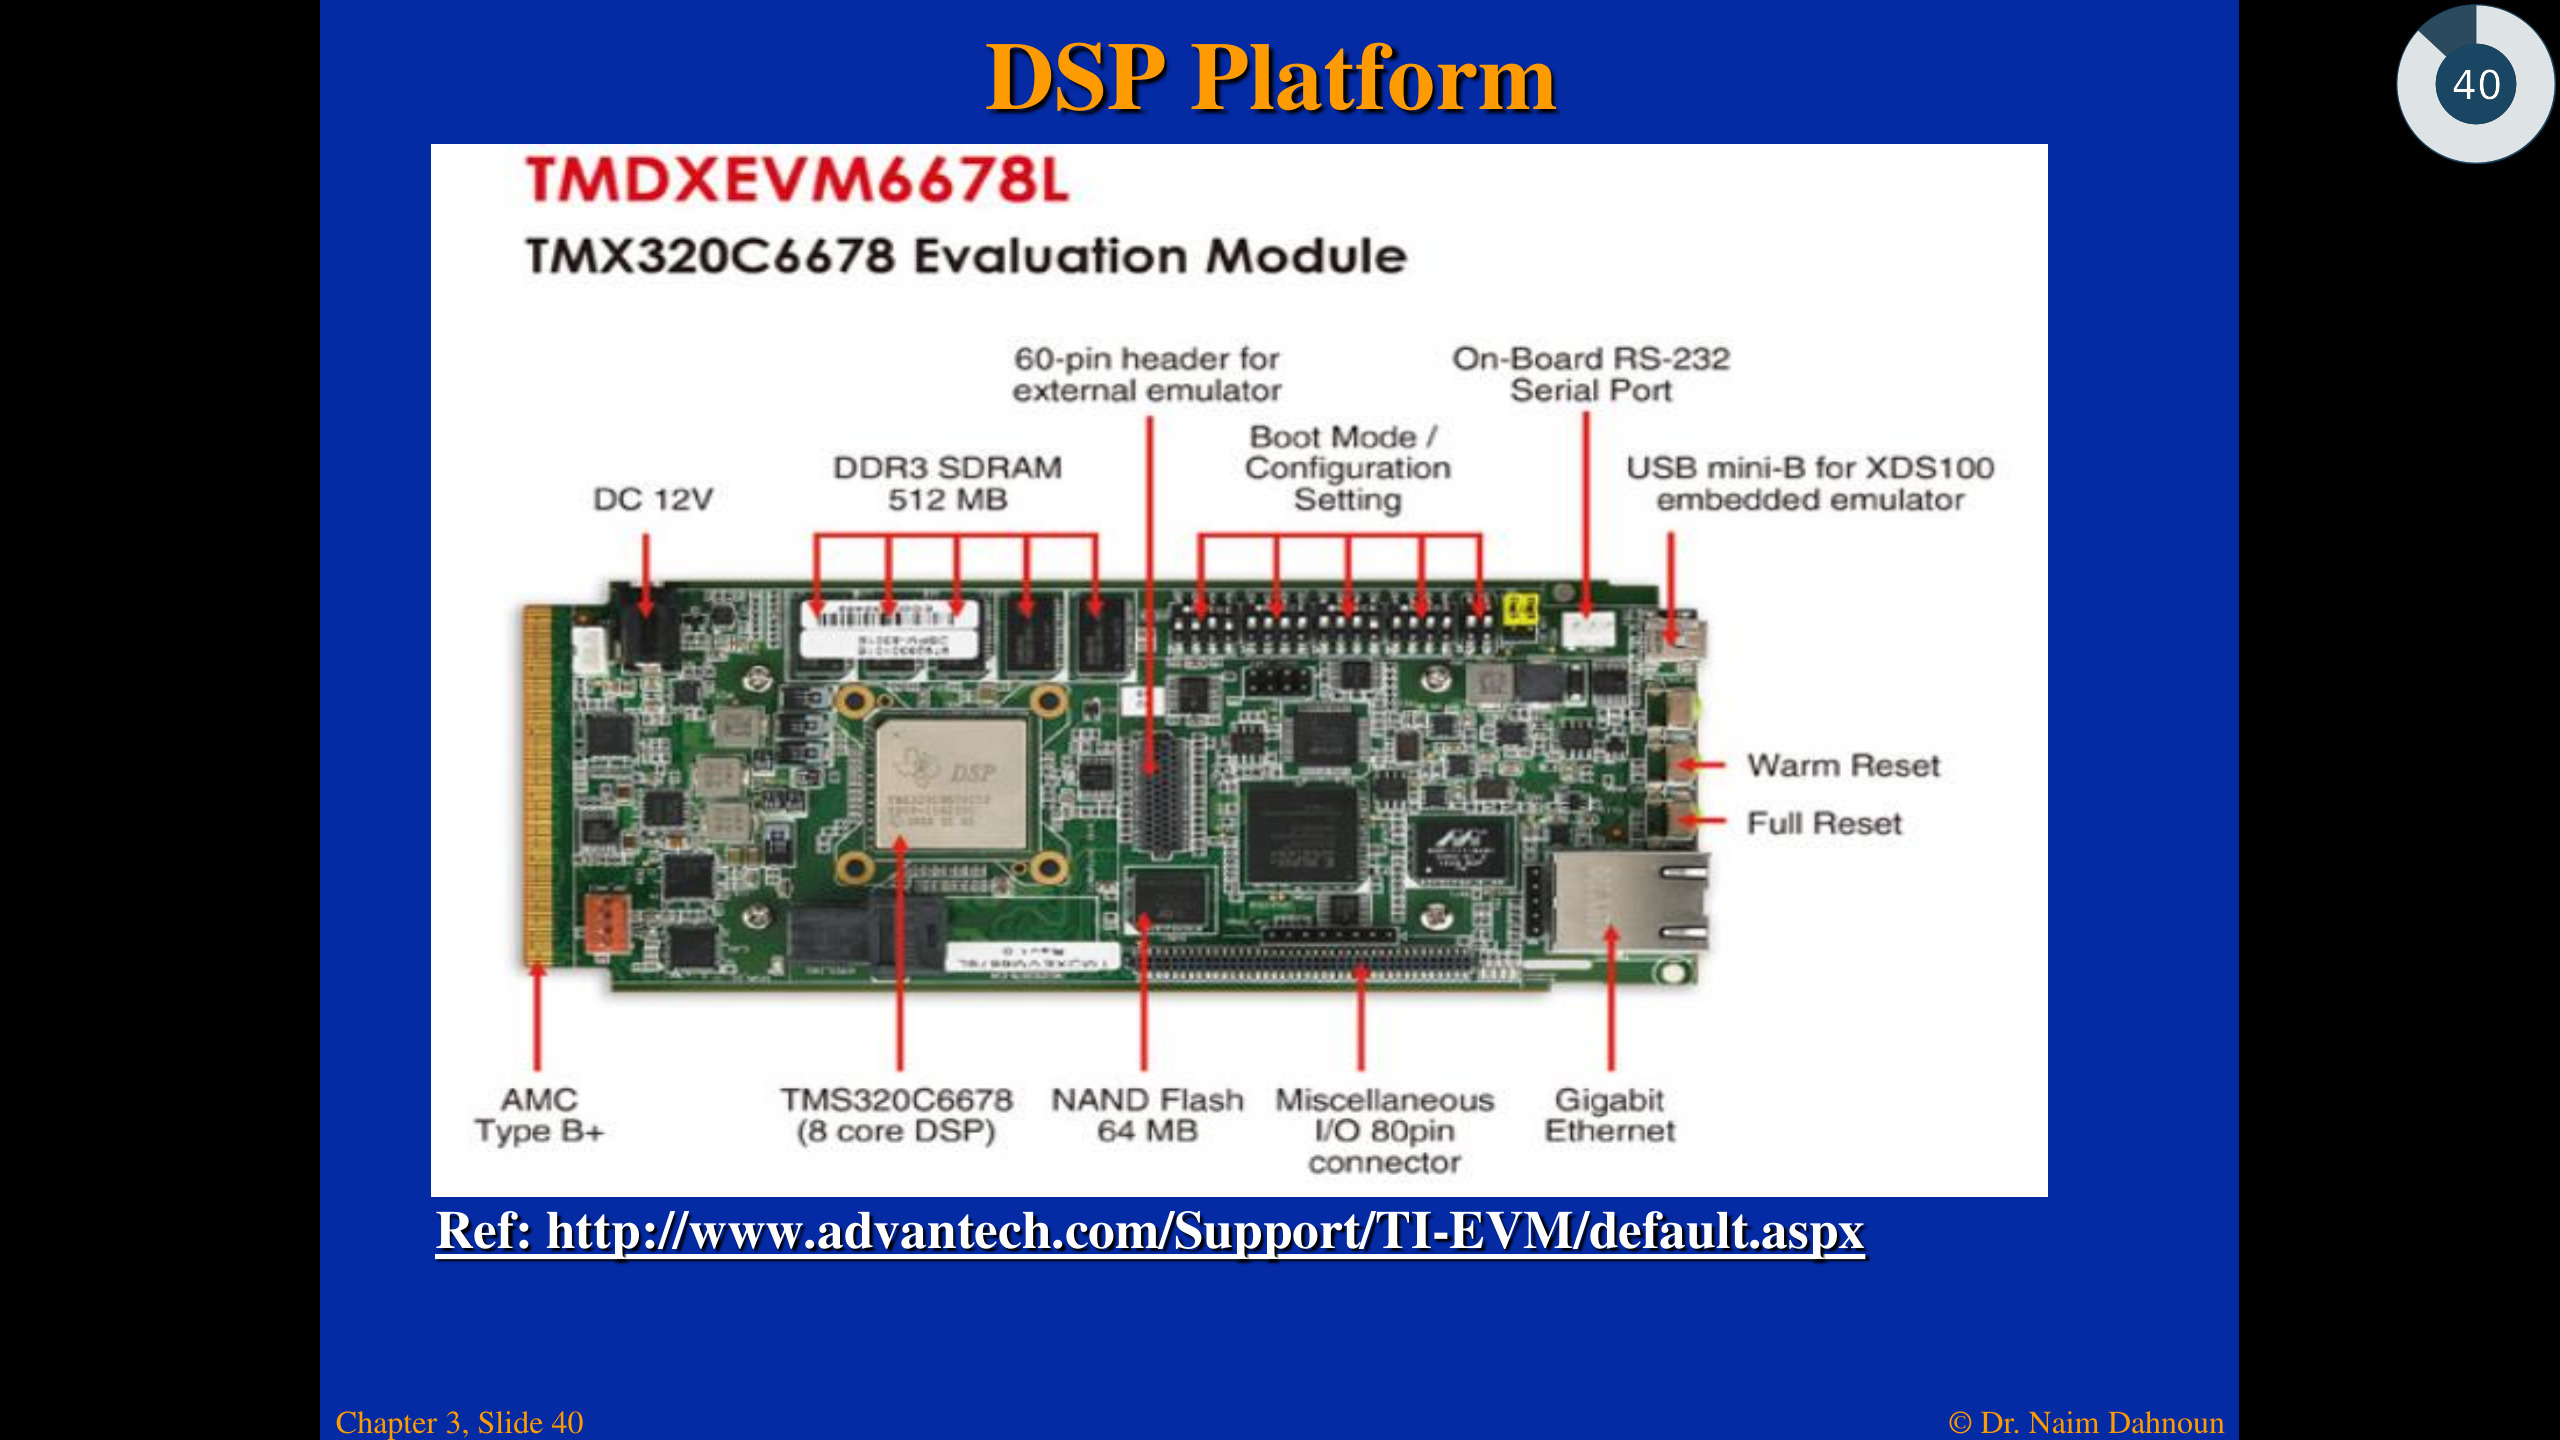 DSP Platform
40
TMDXEVM6678L
TMX320C6678 Evaluation Module
60-pin header for
external emulator
On-Board RS-232
Serial Port
Boot Mode /
Configuration
Setting
DDR3 SDRAM
512 MB
USB mini-B for XDS100
embedded emulator
DC 12V
DSP
Warm Reset
Full Reset
AMC
Type B+
TMS320C6678
(8 core DSP)
NAND Flash
64 MB
Miscellaneous
I/O 80pin
connector
Gigabit
Ethernet
Ref: http://www.advantech.com/Support/TI-EVM/default.aspx
Chapter 3, Slide 40
© Dr. Naim Dahnoun